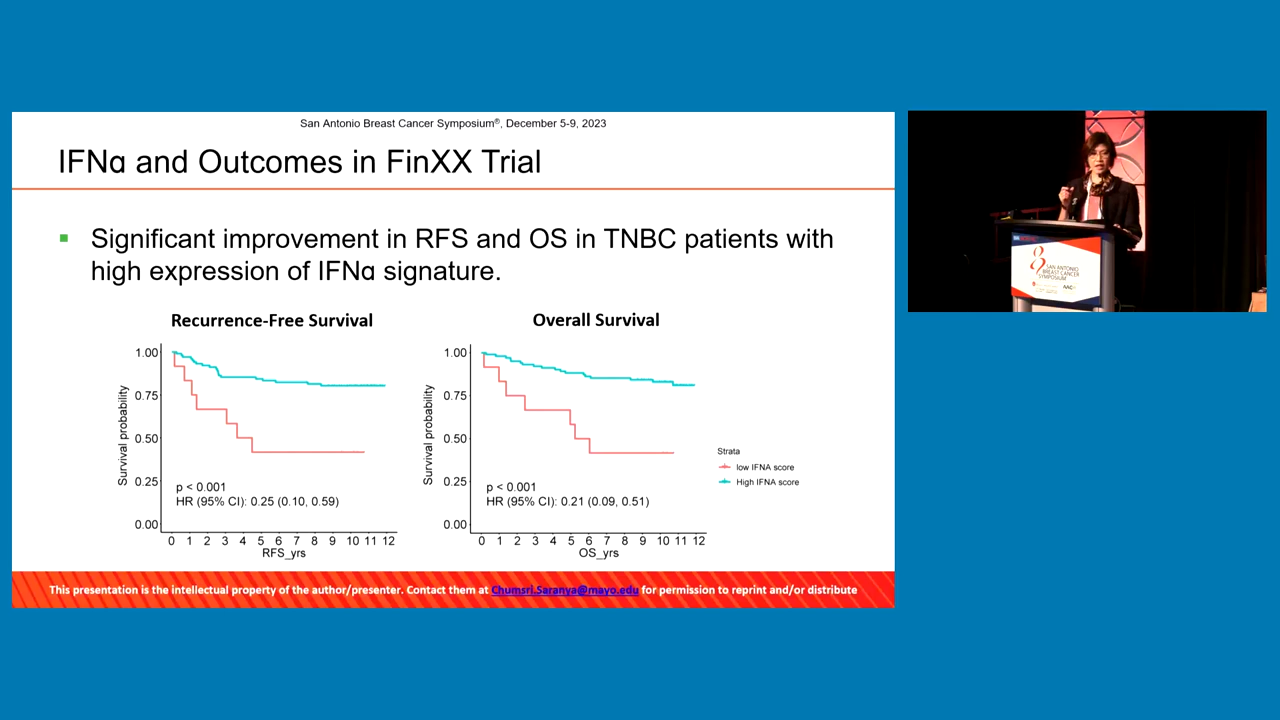 San Antonio Breast Cancer Symposium®, December 5-9, 2023
IFNɑ and Outcomes in FinXX Trial
Significant improvement in RFS and OS in TNBC patients with
high expression of IFNɑ signature.
Recurrence-Free Survival
Survival probability
1.00
0.75
0.50
0.25
0.00
p < 0.001
HR (95% CI): 0.25 (0.10, 0.59)
0 1 2 3 4 5 6 7 8 9 10 11 12
RFS_yrs
Overall Survival
Survival probability
1.00
0.75
0.50
0.25
0.00
p < 0.001
HR (95% CI): 0.21 (0.09, 0.51)
0 1 2 3 4 5 6 7 8 9 10 11 12
OS_yrs
Strata
low IFNA score
High IFNA score
This presentation is the intellectual property of the author/presenter. Contact them at Chumsri.Saranya@mayo.edu for permission to reprint and/or distribute
SAN ANTONIO
BREAST CANCER
SYMPOSIUM